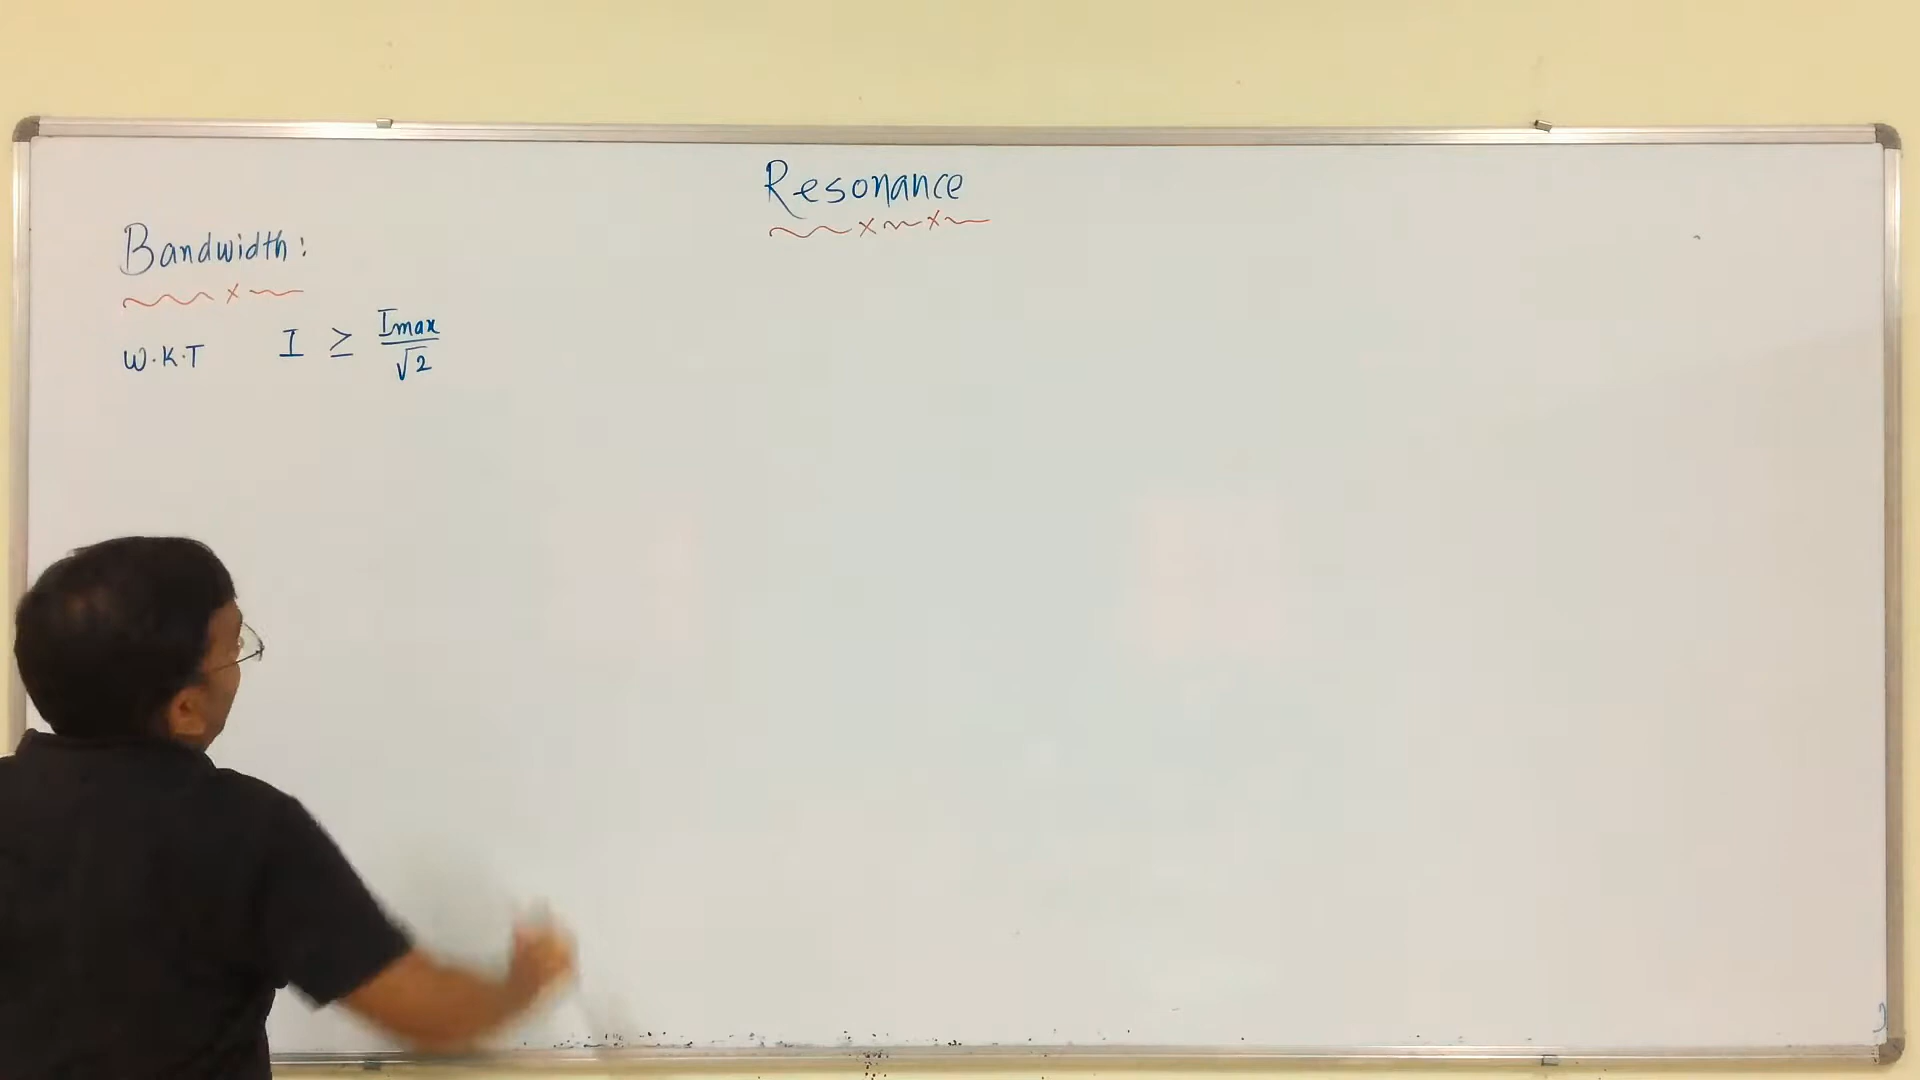 Resonance
Bandwidth:
W.K.T I ≥ Imax/√2